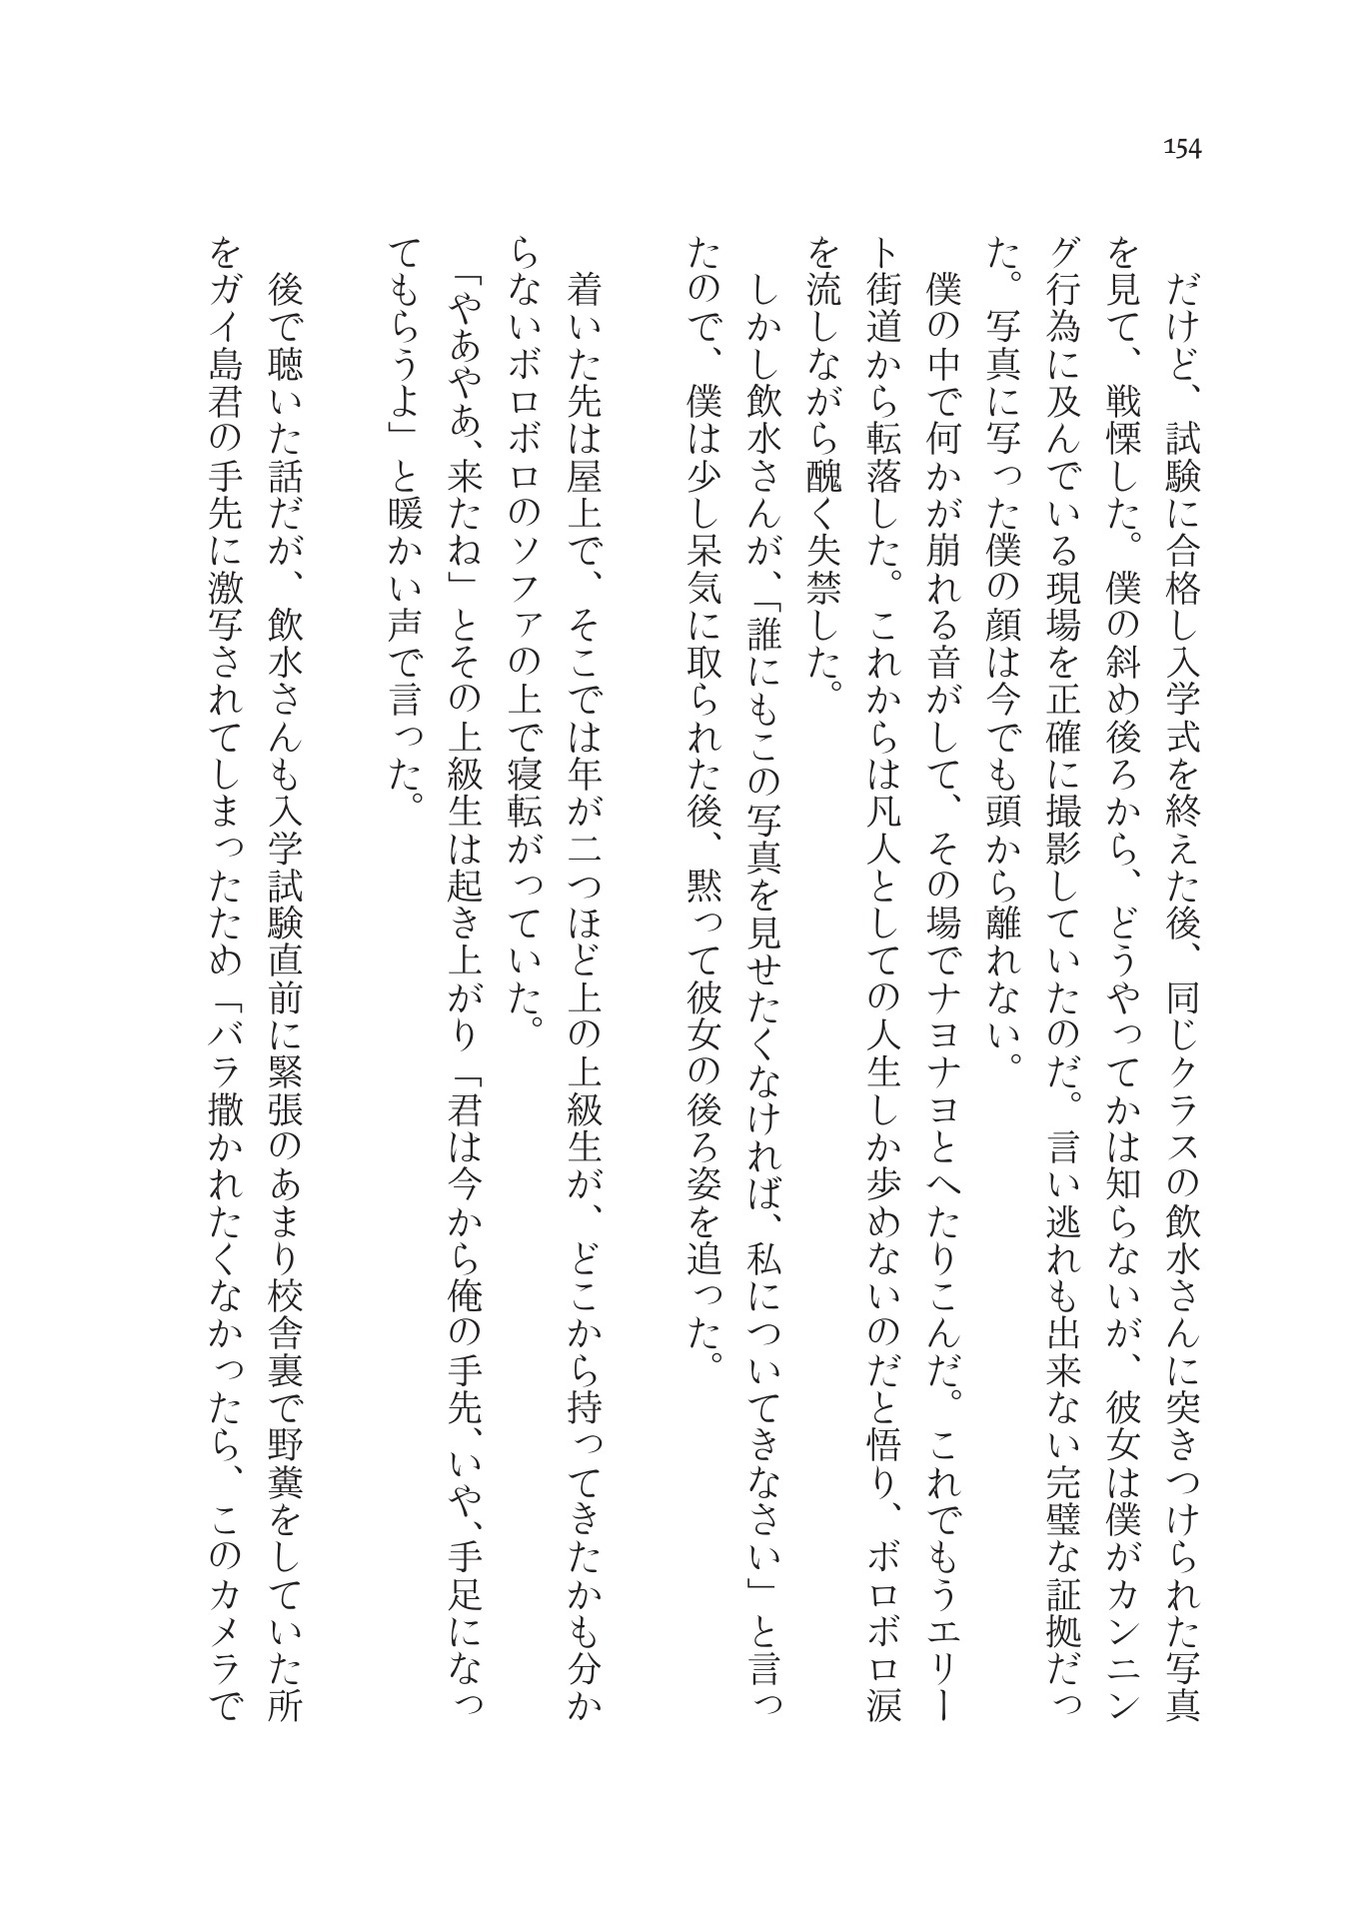 154
だけど、試験に合格し入学式を終えた後、同じクラスの飲水さんに突きつけられた写真
を見て、戦慄した。僕の斜め後ろから、どうやってかは知らないが、彼女は僕がカンニン
グ行為に及んでいる現場を正確に撮影していたのだ。言い逃れも出来ない完璧な証拠だっ
た。写真に写った僕の顔は今でも頭から離れない。
僕の中で何かが崩れる音がして、その場でナヨナヨとへたりこんだ。これでもうエリー
ト街道から転落した。これからは凡人としての人生しか歩めないのだと悟り、ボロボロ涙
を流しながら醜く失禁した。
しかし飲水さんが、「誰にもこの写真を見せたくなければ、私についてきなさい」と言っ
たので、僕は少し呆気に取られた後、黙って彼女の後ろ姿を追った。
着いた先は屋上で、そこでは年が二つほど上の上級生が、どこから持ってきたかも分か
らないボロボロのソファの上で寝転がっていた。
「やあやあ、来たね」とその上級生は起き上がり「君は今から俺の手先、いや、手足になっ
てもらうよ」と暖かい声で言った。
後で聴いた話だが、飲水さんも入学試験直前に緊張のあまり校舎裏で野糞をしていた所
をガイ島君の手先に激写されてしまったため「バラ撒かれたくなかったら、このカメラで